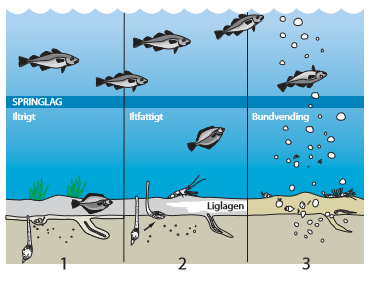 SPRINGLAG
Iltrigt
Iltfattigt
Bundvending
Liglagen
1
2
3